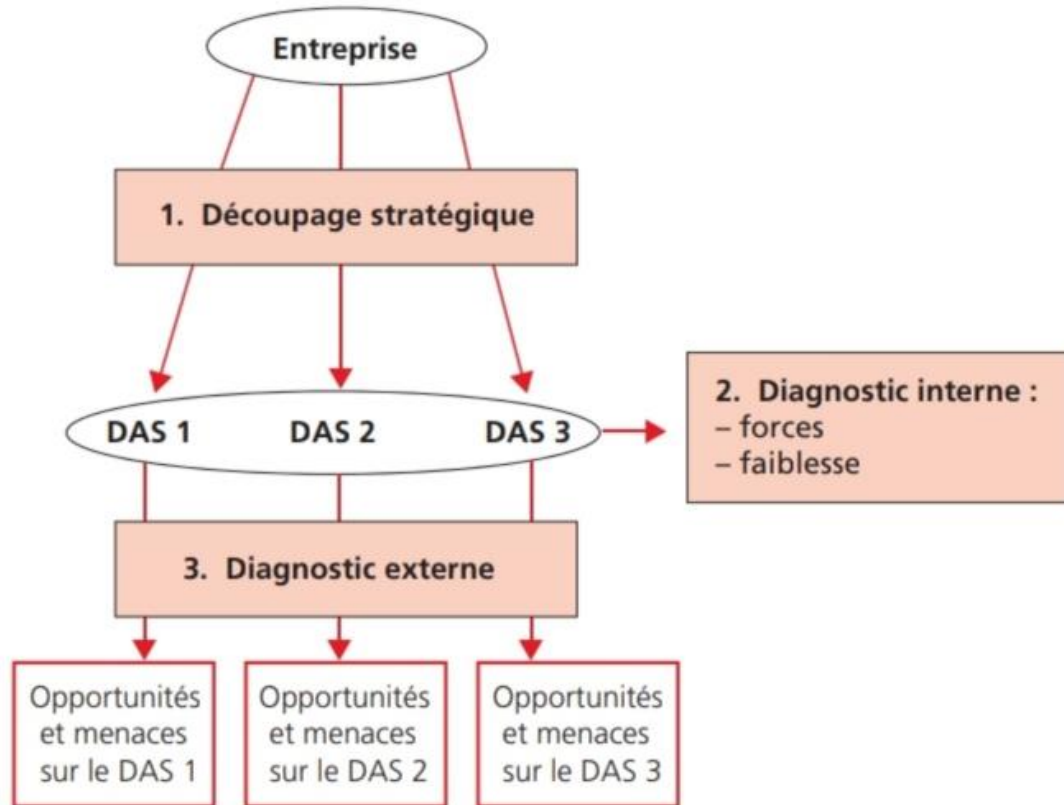 Entreprise
1. Découpage stratégique
DAS 1 DAS 2 DAS 3
2. Diagnostic interne :
– forces
– faiblesse
3. Diagnostic externe
Opportunités
et menaces
sur le DAS 1
Opportunités
et menaces
sur le DAS 2
Opportunités
et menaces
sur le DAS 3